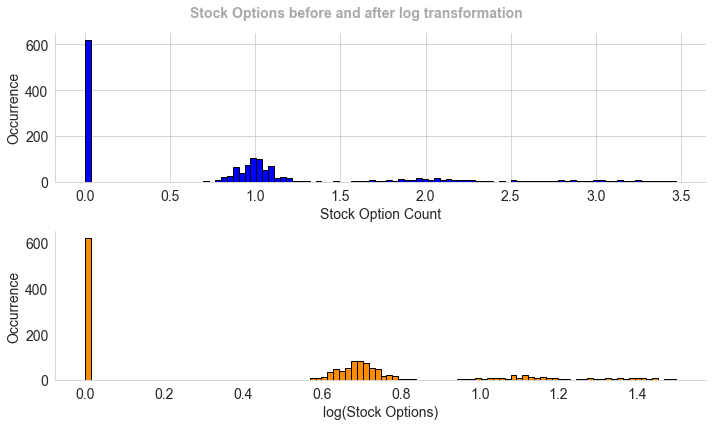 Stock Options before and after log transformation
600
400
200
0
Occurrence
0.0 0.5 1.0 1.5 2.0 2.5 3.0 3.5
Stock Option Count
600
400
200
0
Occurrence
0.0 0.2 0.4 0.6 0.8 1.0 1.2 1.4
log(Stock Options)